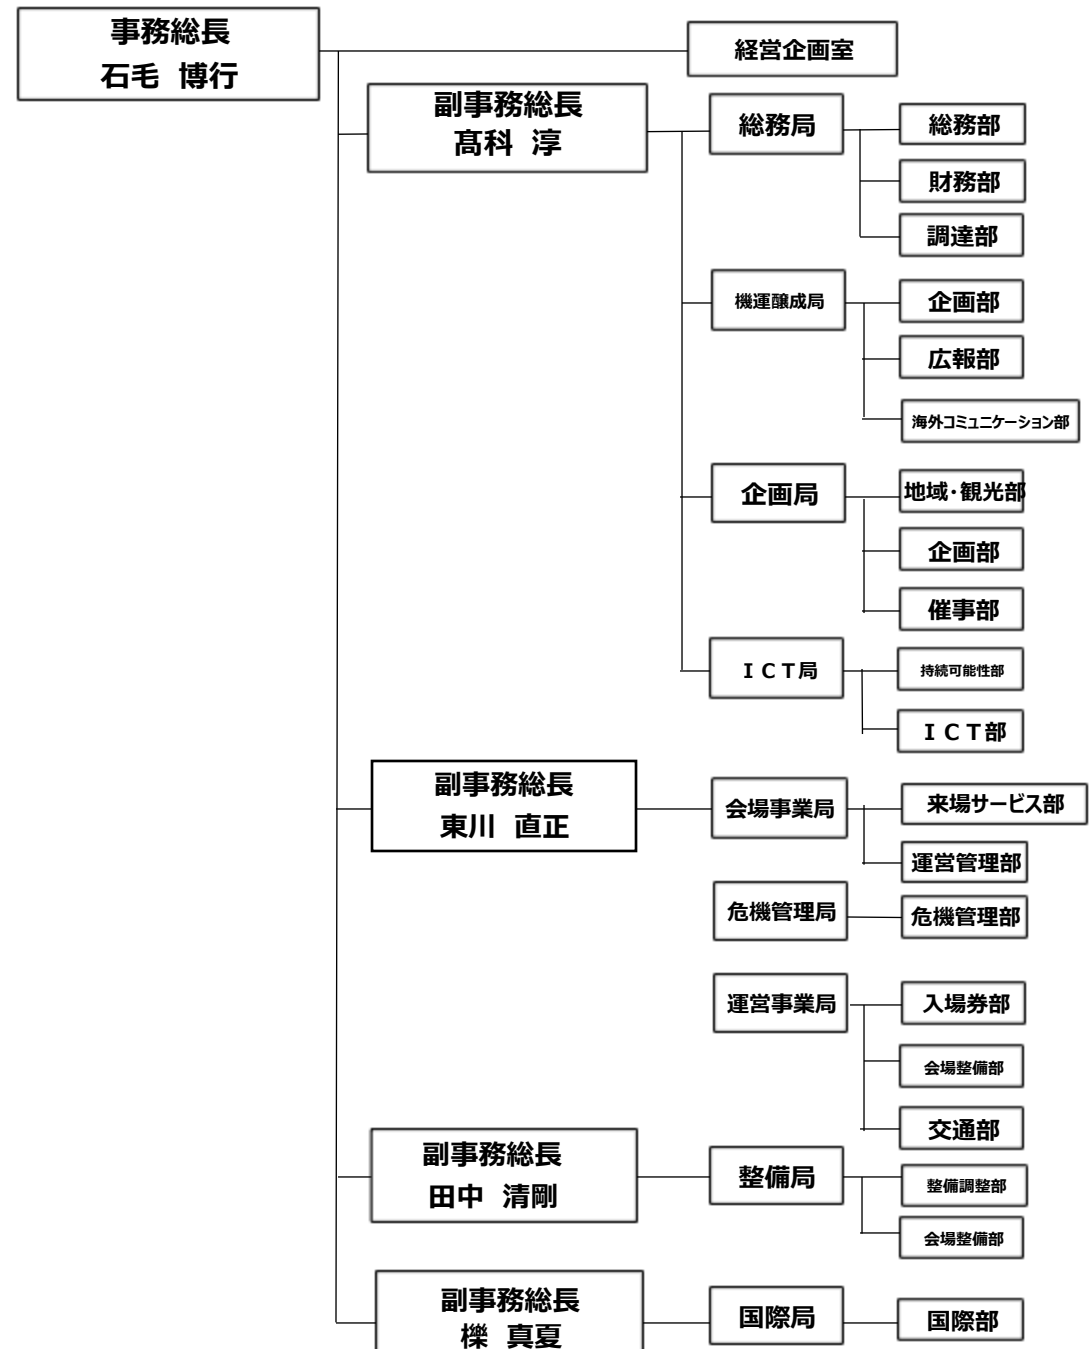 事務総長
石毛 博行
経営企画室
副事務総長
髙科 淳
総務局
総務部
財務部
調達部
機運醸成局
企画部
広報部
海外コミュニケーション部
企画局
地域・観光部
企画部
催事部
ＩＣＴ局
持続可能性部
ＩＣＴ部
副事務総長
東川 直正
会場事業局
来場サービス部
運営管理部
危機管理局
危機管理部
運営事業局
入場券部
会場整備部
交通部
副事務総長
田中 清剛
整備局
整備調整部
会場整備部
副事務総長
櫟 真夏
国際局
国際部